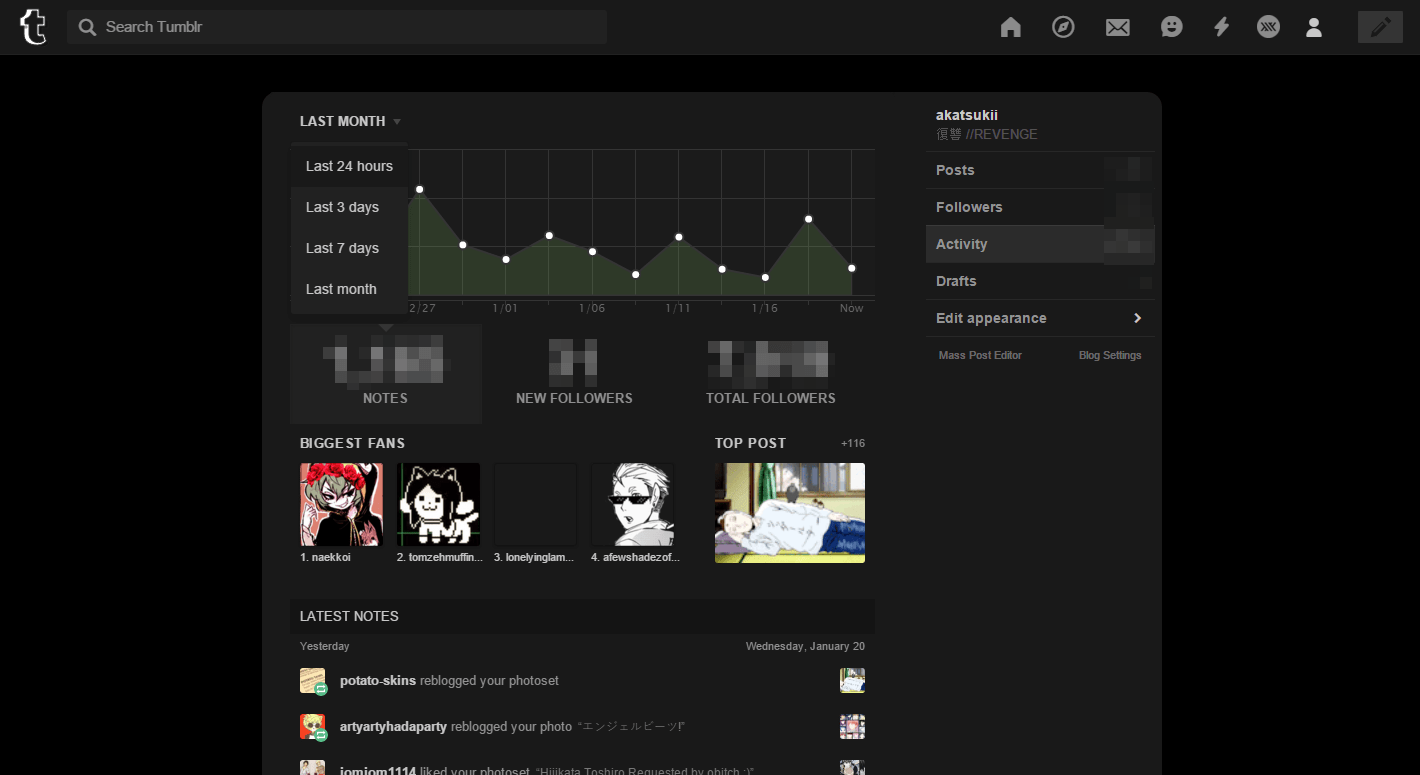 t
Search Tumblr
LAST MONTH
Last 24 hours
Last 3 days
Last 7 days
Last month
2/27 1/01 1/06 1/11 1/16 Now
NOTES
NEW FOLLOWERS
TOTAL FOLLOWERS
BIGGEST FANS
1. naekkoi
2. tomzehmuffin...
3. lonelyinglam...
4. afewshadezof...
TOP POST
+116
LATEST NOTES
Yesterday
Wednesday, January 20
potato-skins reblogged your photoset
artyartyhadaparty reblogged your photo “エンジェルビーツ!”
jomjom1114 liked your photoset “Hijikata Toshiro Requested by obitch :)”
akatsukii
復讐 //REVENGE
Posts
Followers
Activity
Drafts
Edit appearance
Mass Post Editor
Blog Settings